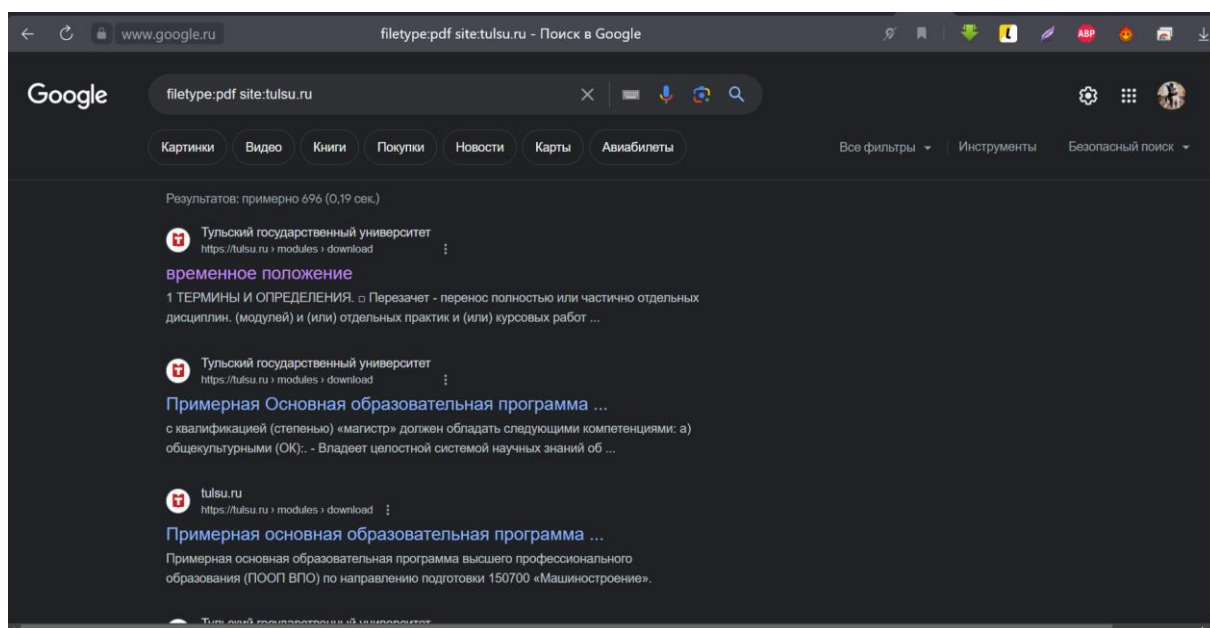 www.google.ru
filetype:pdf site:tulsu.ru - Поиск в Google
ABP
Google
filetype:pdf site:tulsu.ru
Картинки Видео Книги Покупки Новости Карты Авиабилеты Все фильтры Инструменты Безопасный поиск
Результатов: примерно 696 (0,19 сек.)
Тульский государственный университет
https://tulsu.ru › modules › download
временное положение
1 ТЕРМИНЫ И ОПРЕДЕЛЕНИЯ. □ Перезачет - перенос полностью или частично отдельных
дисциплин. (модулей) и (или) отдельных практик и (или) курсовых работ ...
Тульский государственный университет
https://tulsu.ru › modules › download
Примерная Основная образовательная программа ...
с квалификацией (степенью) «магистр» должен обладать следующими компетенциями: а)
общекультурными (ОК):. - Владеет целостной системой научных знаний об ...
tulsu.ru
https://tulsu.ru › modules › download
Примерная основная образовательная программа ...
Примерная основная образовательная программа высшего профессионального
образования (ПООП ВПО) по направлению подготовки 150700 «Машиностроение».
Тульский государственный университет